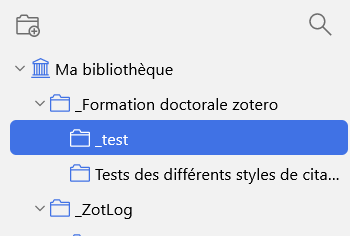 Ma bibliothèque
_Formation doctorale zotero
_test
Tests des différents styles de cita...
_ZotLog